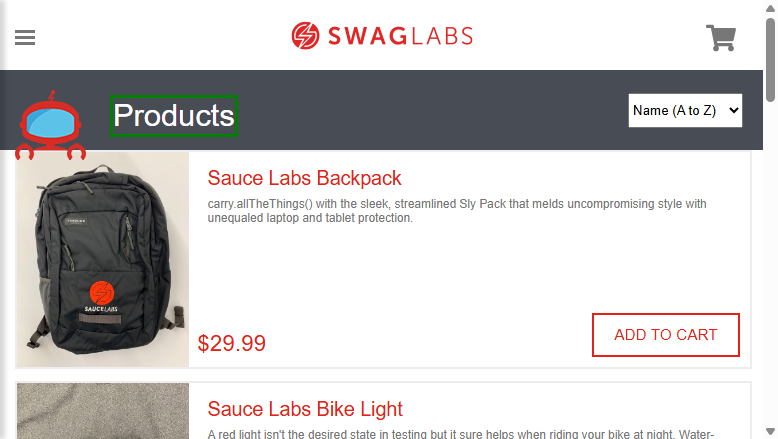 SWAGLABS
Products
Name (A to Z)
Sauce Labs Backpack
carry.allTheThings() with the sleek, streamlined Sly Pack that melds uncompromising style with
unequaled laptop and tablet protection.
SAUCELABS
$29.99
ADD TO CART
Sauce Labs Bike Light
A red light isn't the desired state in testing but it sure helps when riding your bike at night. Water-